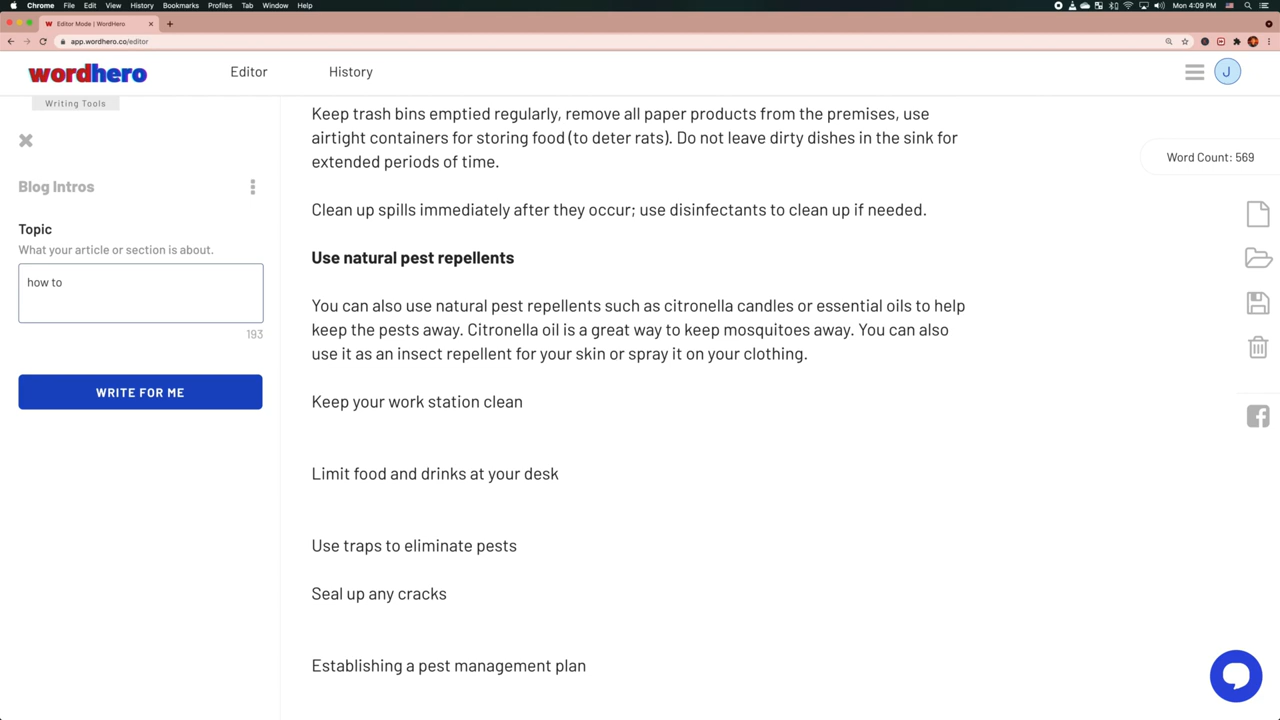 Chrome File Edit View History Bookmarks Profiles Tab Window Help
Mon 4:09 PM
Editor Mode | WordHero
app.wordhero.co/editor
wordhero
Editor
History
J
Writing Tools
Blog Intros
Topic
What your article or section is about.
how to
193
WRITE FOR ME
Keep trash bins emptied regularly, remove all paper products from the premises, use
airtight containers for storing food (to deter rats). Do not leave dirty dishes in the sink for
extended periods of time.
Clean up spills immediately after they occur; use disinfectants to clean up if needed.
Use natural pest repellents
You can also use natural pest repellents such as citronella candles or essential oils to help
keep the pests away. Citronella oil is a great way to keep mosquitoes away. You can also
use it as an insect repellent for your skin or spray it on your clothing.
Keep your work station clean
Limit food and drinks at your desk
Use traps to eliminate pests
Seal up any cracks
Establishing a pest management plan
Word Count: 569